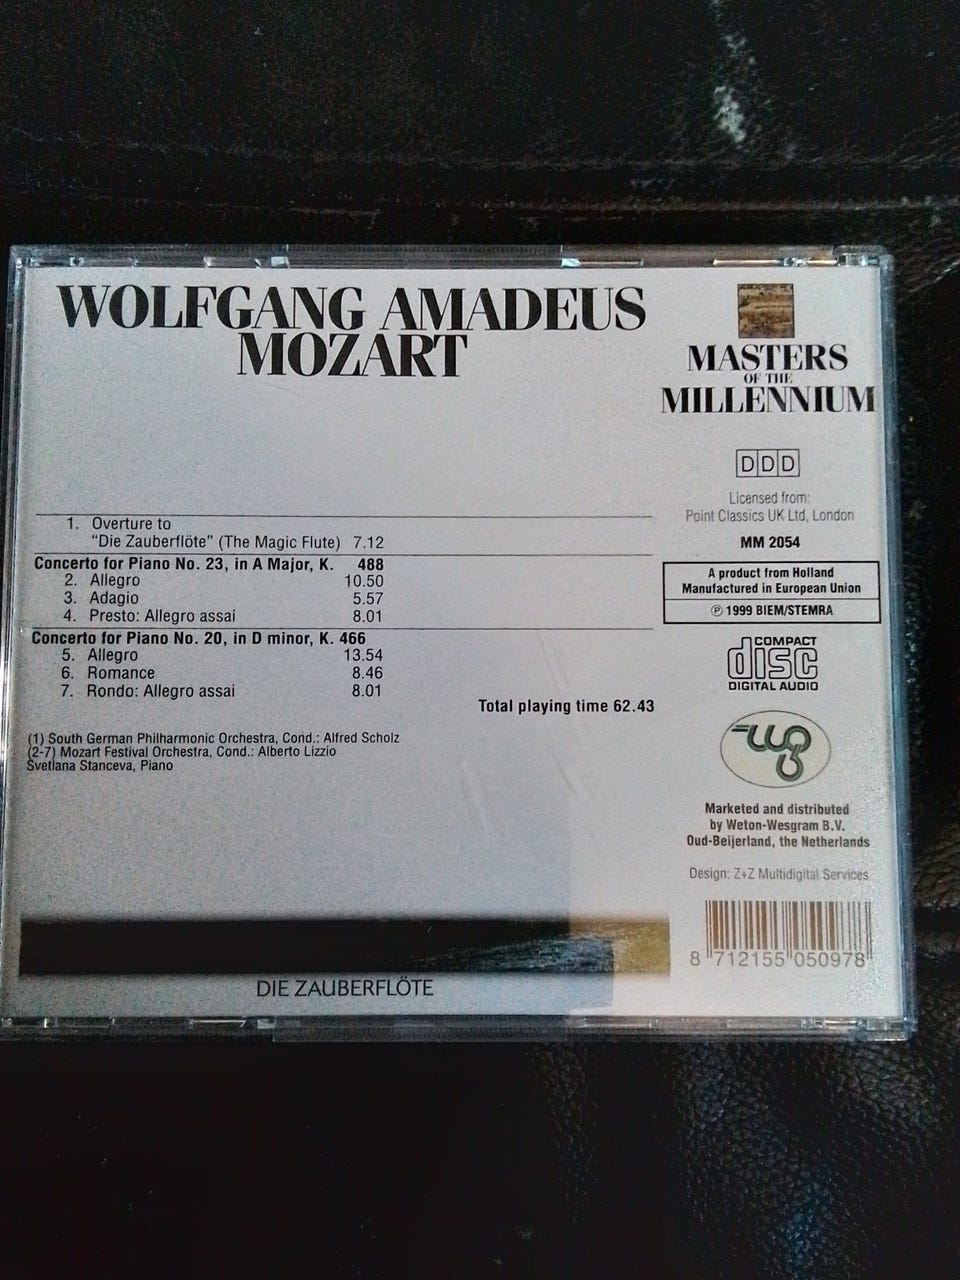 WOLFGANG AMADEUS
MOZART
1. Overture to
"Die Zauberflöte" (The Magic Flute) 7.12
Concerto for Piano No. 23, in A Major, K. 488
2. Allegro 10.50
3. Adagio 5.57
4. Presto: Allegro assai 8.01
Concerto for Piano No. 20, in D minor, K. 466
5. Allegro 13.54
6. Romance 8.46
7. Rondo: Allegro assai 8.01
Total playing time 62.43
(1) South German Philharmonic Orchestra, Cond.: Alfred Scholz
(2-7) Mozart Festival Orchestra, Cond.: Alberto Lizzio
Svetlana Stanceva, Piano
DIE ZAUBERFLÖTE
MASTERS
OF THE
MILLENNIUM
DDD
Licensed from:
Point Classics UK Ltd, London
MM 2054
A product from Holland
Manufactured in European Union
℗ 1999 BIEM/STEMRA
COMPACT
disc
DIGITAL AUDIO
wg
Marketed and distributed
by Weton-Wesgram B.V.
Oud-Beijerland, the Netherlands
Design: Z+Z Multidigital Services
8 712155 050978